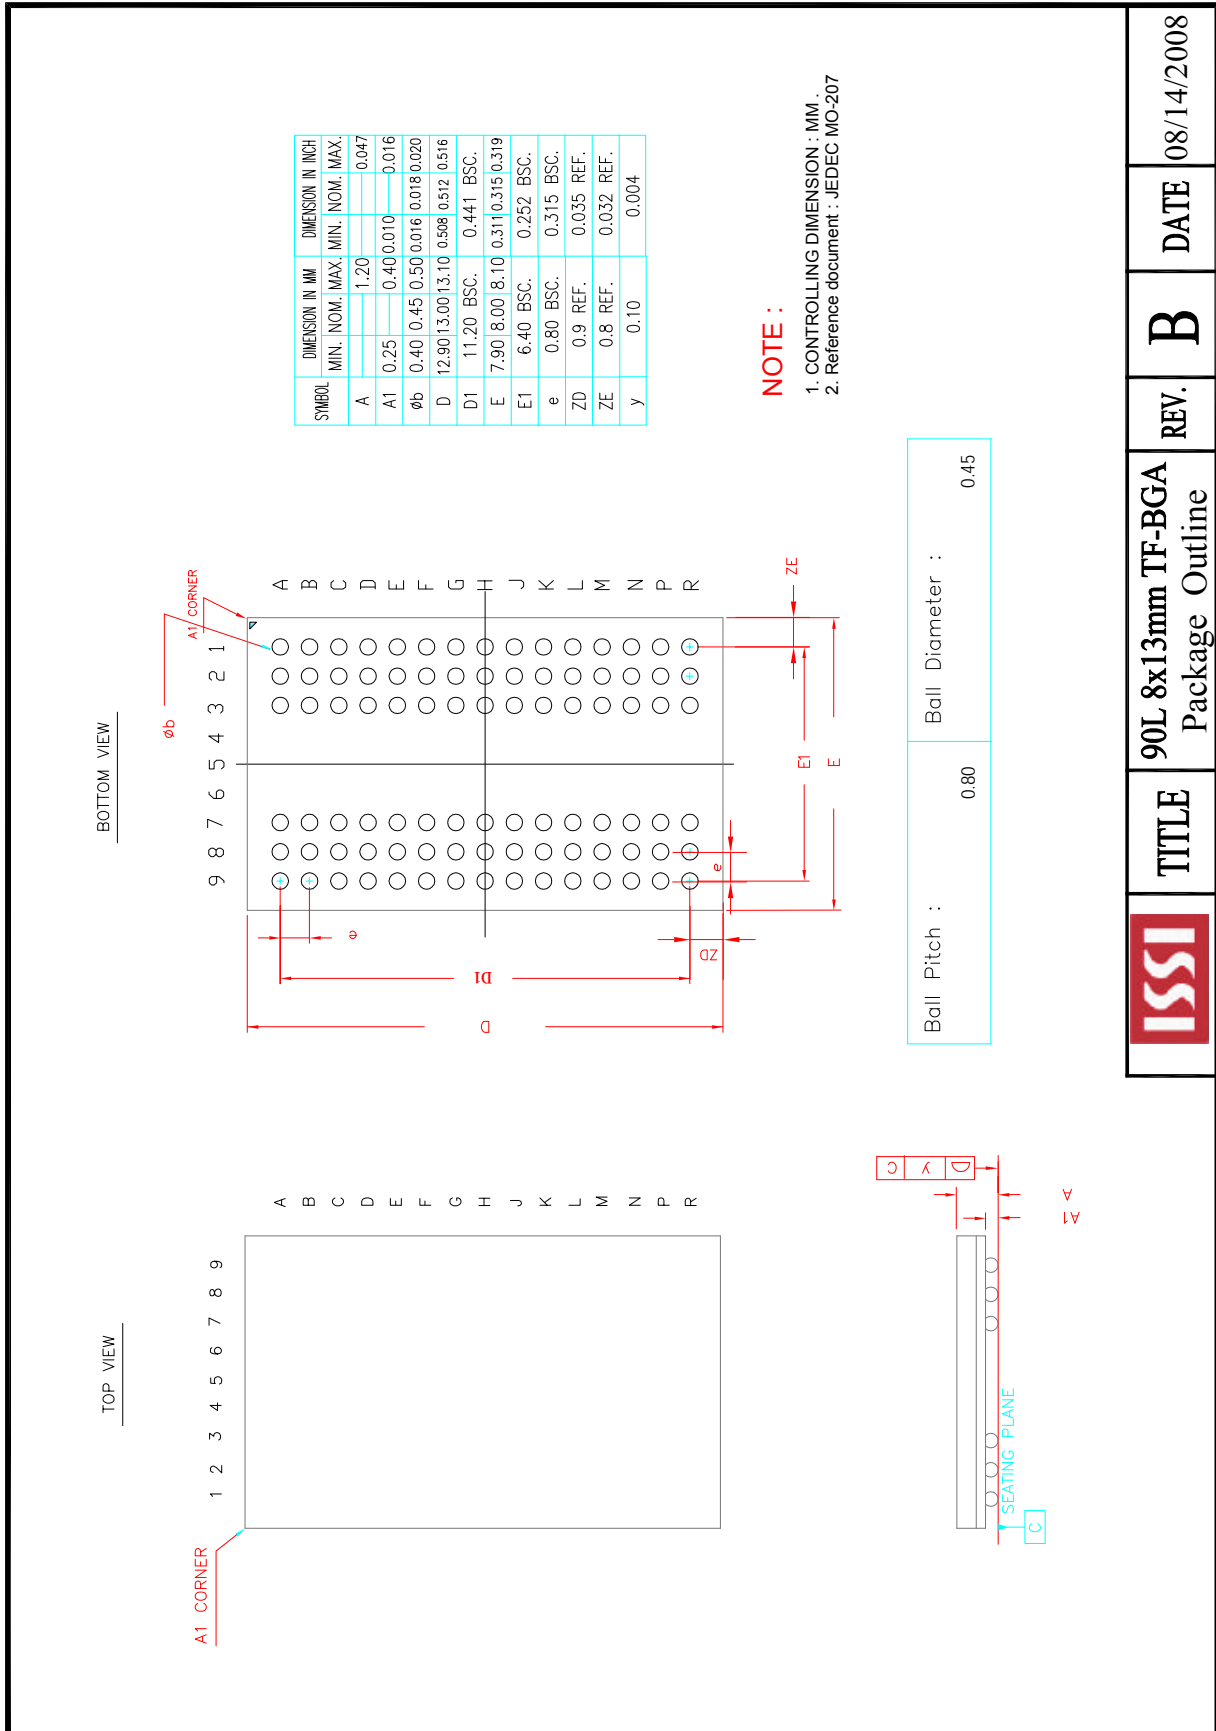 TOP VIEW
A1 CORNER
1 2 3 4 5 6 7 8 9
A
B
C
D
E
F
G
H
J
K
L
M
N
P
R
SEATING PLANE
C
D y C
A
A1
BOTTOM VIEW
øb
A1 CORNER
9 8 7 6 5 4 3 2 1
A
B
C
D
E
F
G
H
J
K
L
M
N
P
R
e
D1
D
ZD
e
E1
E
ZE
SYMBOL DIMENSION IN MM DIMENSION IN INCH
MIN. NOM. MAX. MIN. NOM. MAX.
A 1.20 0.047
A1 0.25 0.40 0.010 0.016
øb 0.40 0.45 0.50 0.016 0.018 0.020
D 12.90 13.00 13.10 0.508 0.512 0.516
D1 11.20 BSC. 0.441 BSC.
E 7.90 8.00 8.10 0.311 0.315 0.319
E1 6.40 BSC. 0.252 BSC.
e 0.80 BSC. 0.315 BSC.
ZD 0.9 REF. 0.035 REF.
ZE 0.8 REF. 0.032 REF.
y 0.10 0.004
NOTE :
1. CONTROLLING DIMENSION : MM .
2. Reference document : JEDEC MO-207
Ball Pitch : 0.80 Ball Diameter : 0.45
ISSI
TITLE
90L 8x13mm TF-BGA
Package Outline
REV.
B
DATE
08/14/2008